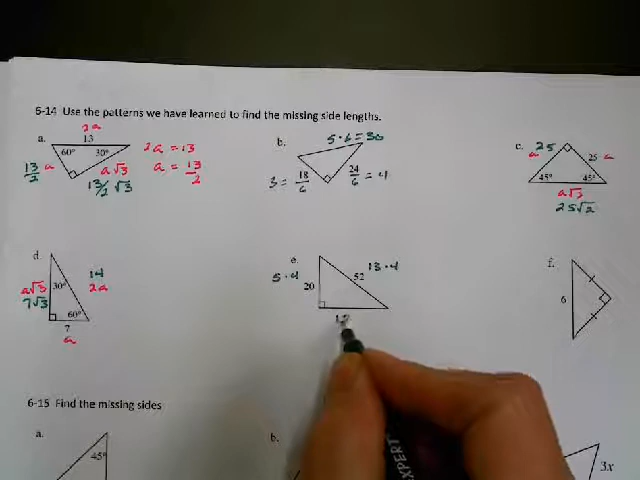 6-14 Use the patterns we have learned to find the missing side lengths.
a.
2a
13
60°
30°
13/2
a
a√3
13/2 √3
2a = 13
a = 13/2
b.
5·6=30
3 = 18/6
24/6 = 4
c.
25
a
25
a
45°
45°
a√3
25√2
d.
30°
14
2a
a√3
7√3
60°
7
a
e.
5·4
20
52
13·4
12
f.
6
6-15 Find the missing sides
a.
45°
b.
3x
EXPERT